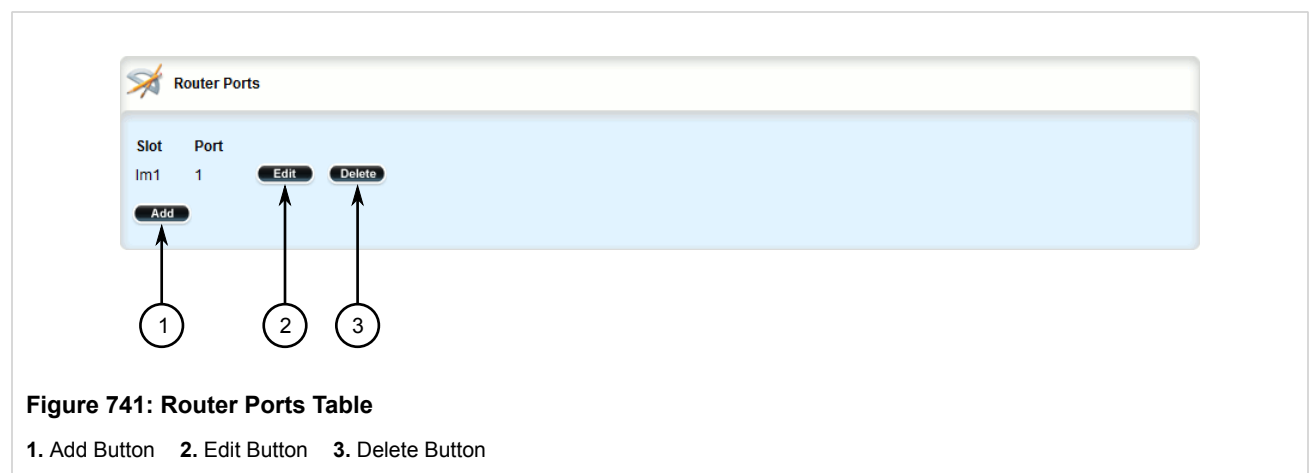 Router Ports
Slot Port
lm1 1 Edit Delete
Add
1 2 3
Figure 741: Router Ports Table
1. Add Button 2. Edit Button 3. Delete Button